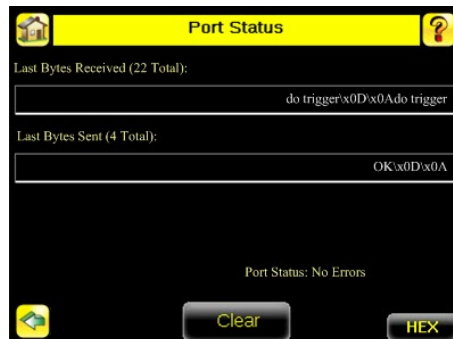 Port Status
?
Last Bytes Received (22 Total):
do trigger\x0D\x0Ado trigger
Last Bytes Sent (4 Total):
OK\x0D\x0A
Port Status: No Errors
Clear
HEX